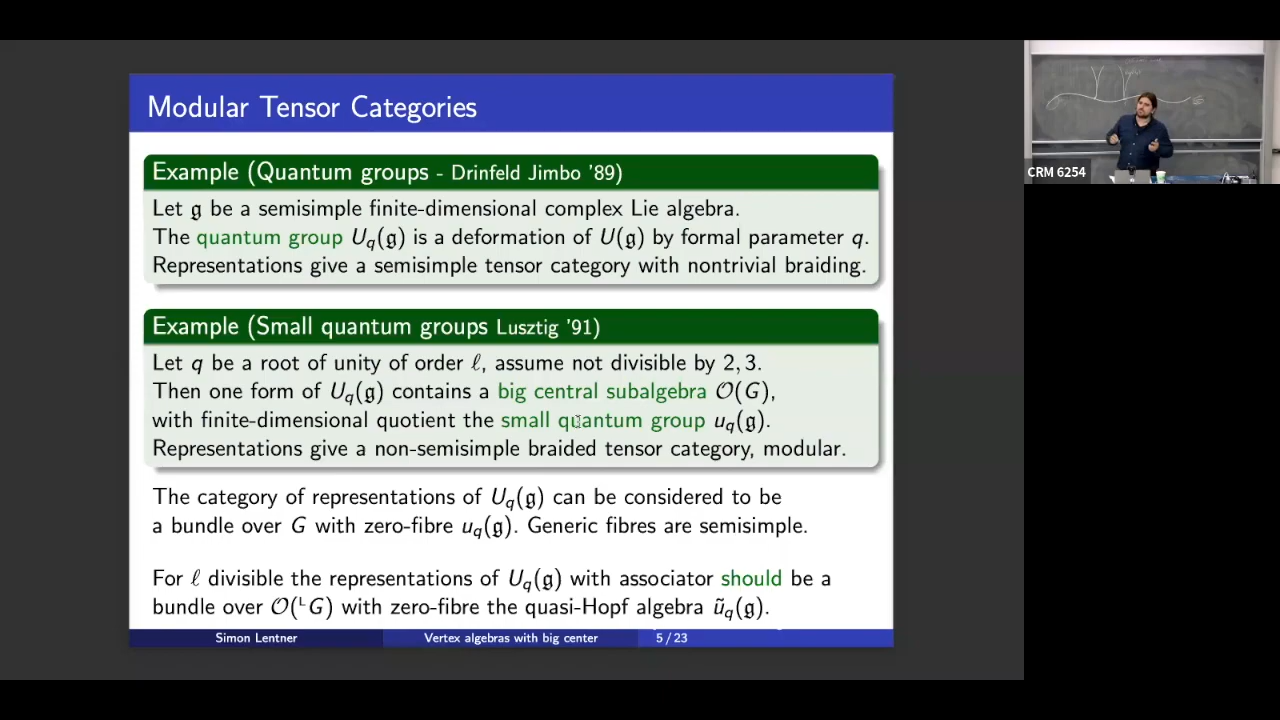 Modular Tensor Categories
Example (Quantum groups - Drinfeld Jimbo '89)
Let 𝔤 be a semisimple finite-dimensional complex Lie algebra.
The quantum group U_q(𝔤) is a deformation of U(𝔤) by formal parameter q.
Representations give a semisimple tensor category with nontrivial braiding.
Example (Small quantum groups Lusztig '91)
Let q be a root of unity of order ℓ, assume not divisible by 2, 3.
Then one form of U_q(𝔤) contains a big central subalgebra 𝒪(G),
with finite-dimensional quotient the small quantum group u_q(𝔤).
Representations give a non-semisimple braided tensor category, modular.
The category of representations of U_q(𝔤) can be considered to be
a bundle over G with zero-fibre u_q(𝔤). Generic fibres are semisimple.
For ℓ divisible the representations of U_q(𝔤) with associator should be a
bundle over 𝒪(ᴸG) with zero-fibre the quasi-Hopf algebra ũ_q(𝔤).
Simon Lentner
Vertex algebras with big center
5 / 23
CRM 6254